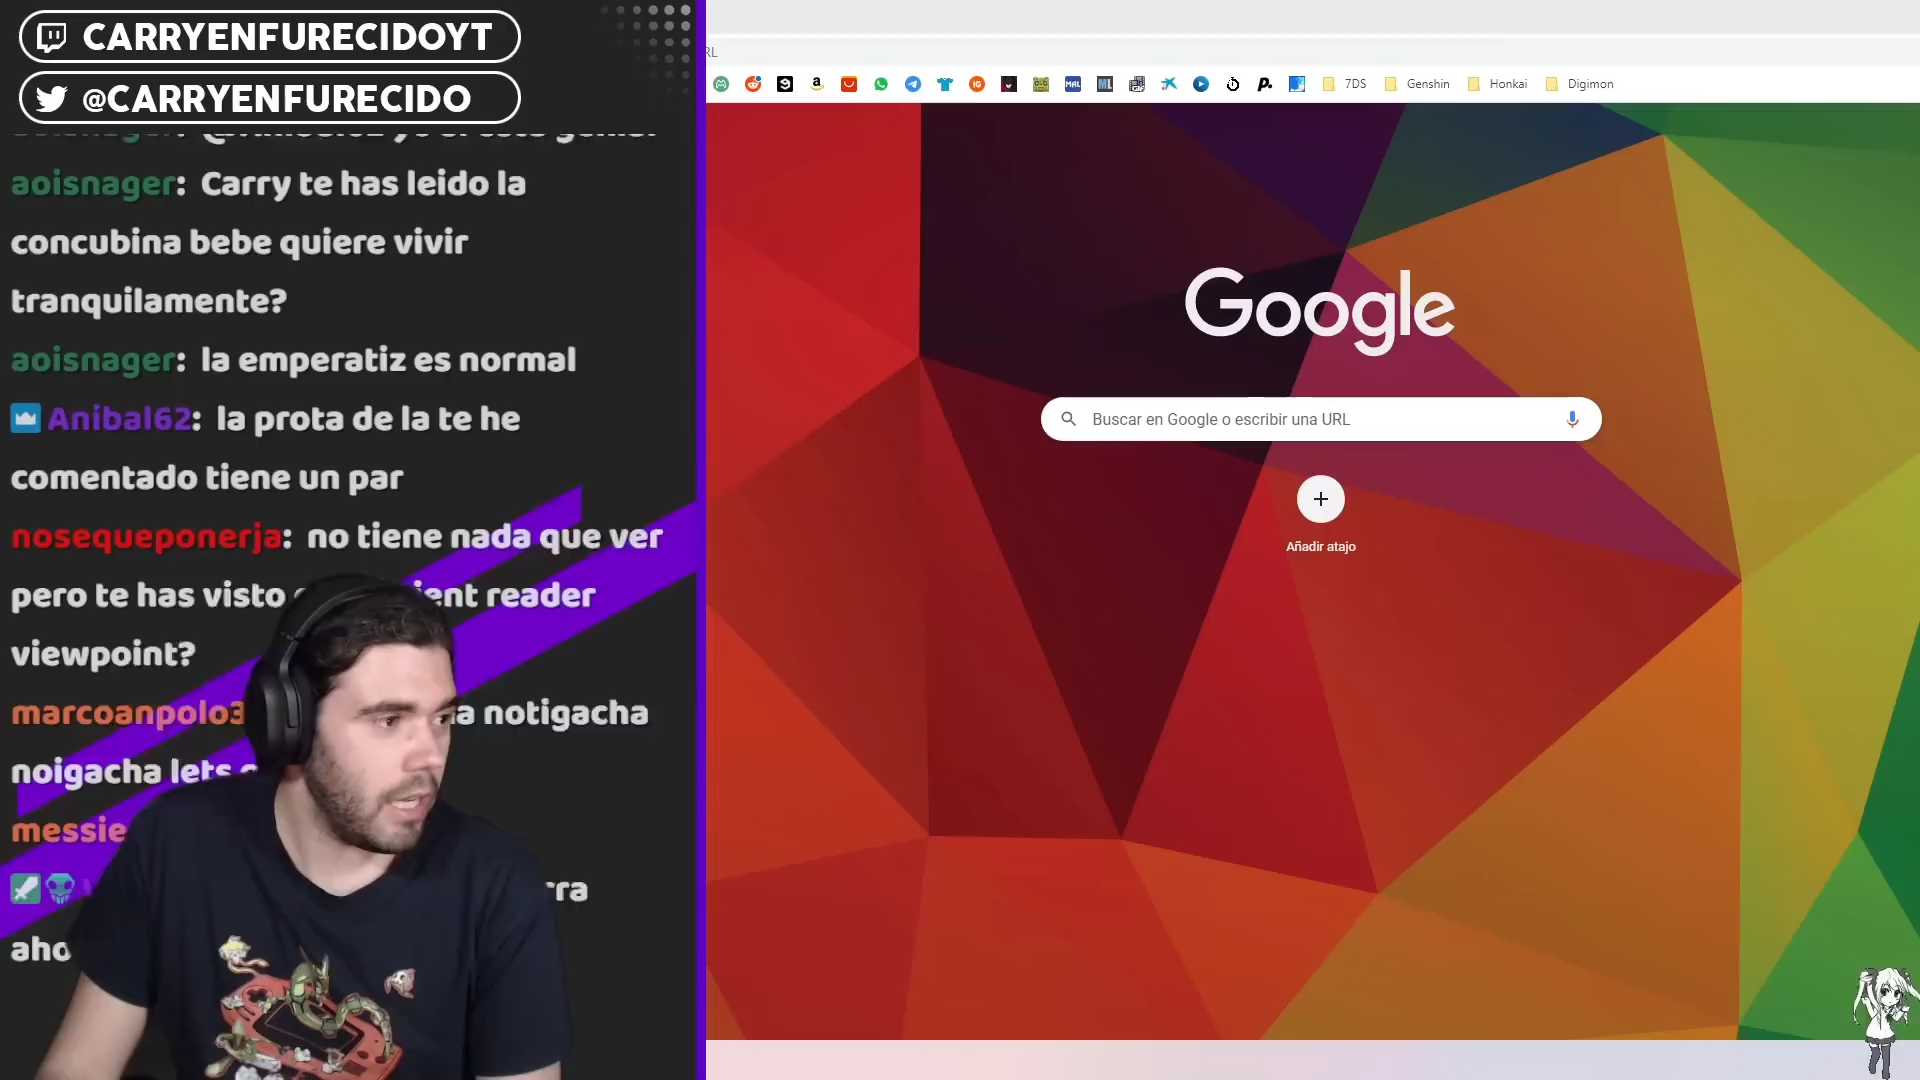 CARRYENFURECIDOYT
@CARRYENFURECIDO
aoisnager: Carry te has leido la
concubina bebe quiere vivir
tranquilamente?
aoisnager: la emperatiz es normal
Anibal62: la prota de la te he
comentado tiene un par
nosequeponerja: no tiene nada que ver
pero te has visto
reader
viewpoint?
marcoanpolo3
a notigacha
noigacha lets
messie
rra
aho
RL
7DS
Genshin
Honkai
Digimon
Google
Buscar en Google o escribir una URL
Añadir atajo